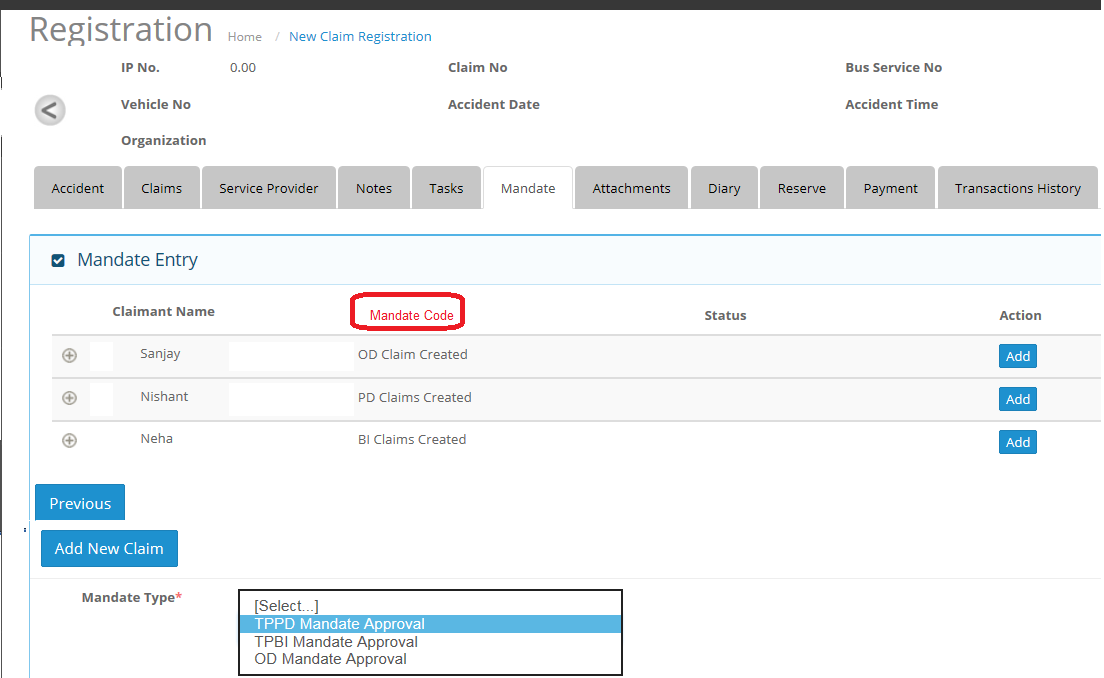 Registration Home / New Claim Registration
IP No. 0.00 Claim No Bus Service No
Vehicle No Accident Date Accident Time
Organization
Accident Claims Service Provider Notes Tasks Mandate Attachments Diary Reserve Payment Transactions History
Mandate Entry
Claimant Name Mandate Code Status Action
Sanjay OD Claim Created Add
Nishant PD Claims Created Add
Neha BI Claims Created Add
Previous
Add New Claim
Mandate Type* [Select...]
TPPD Mandate Approval
TPBI Mandate Approval
OD Mandate Approval